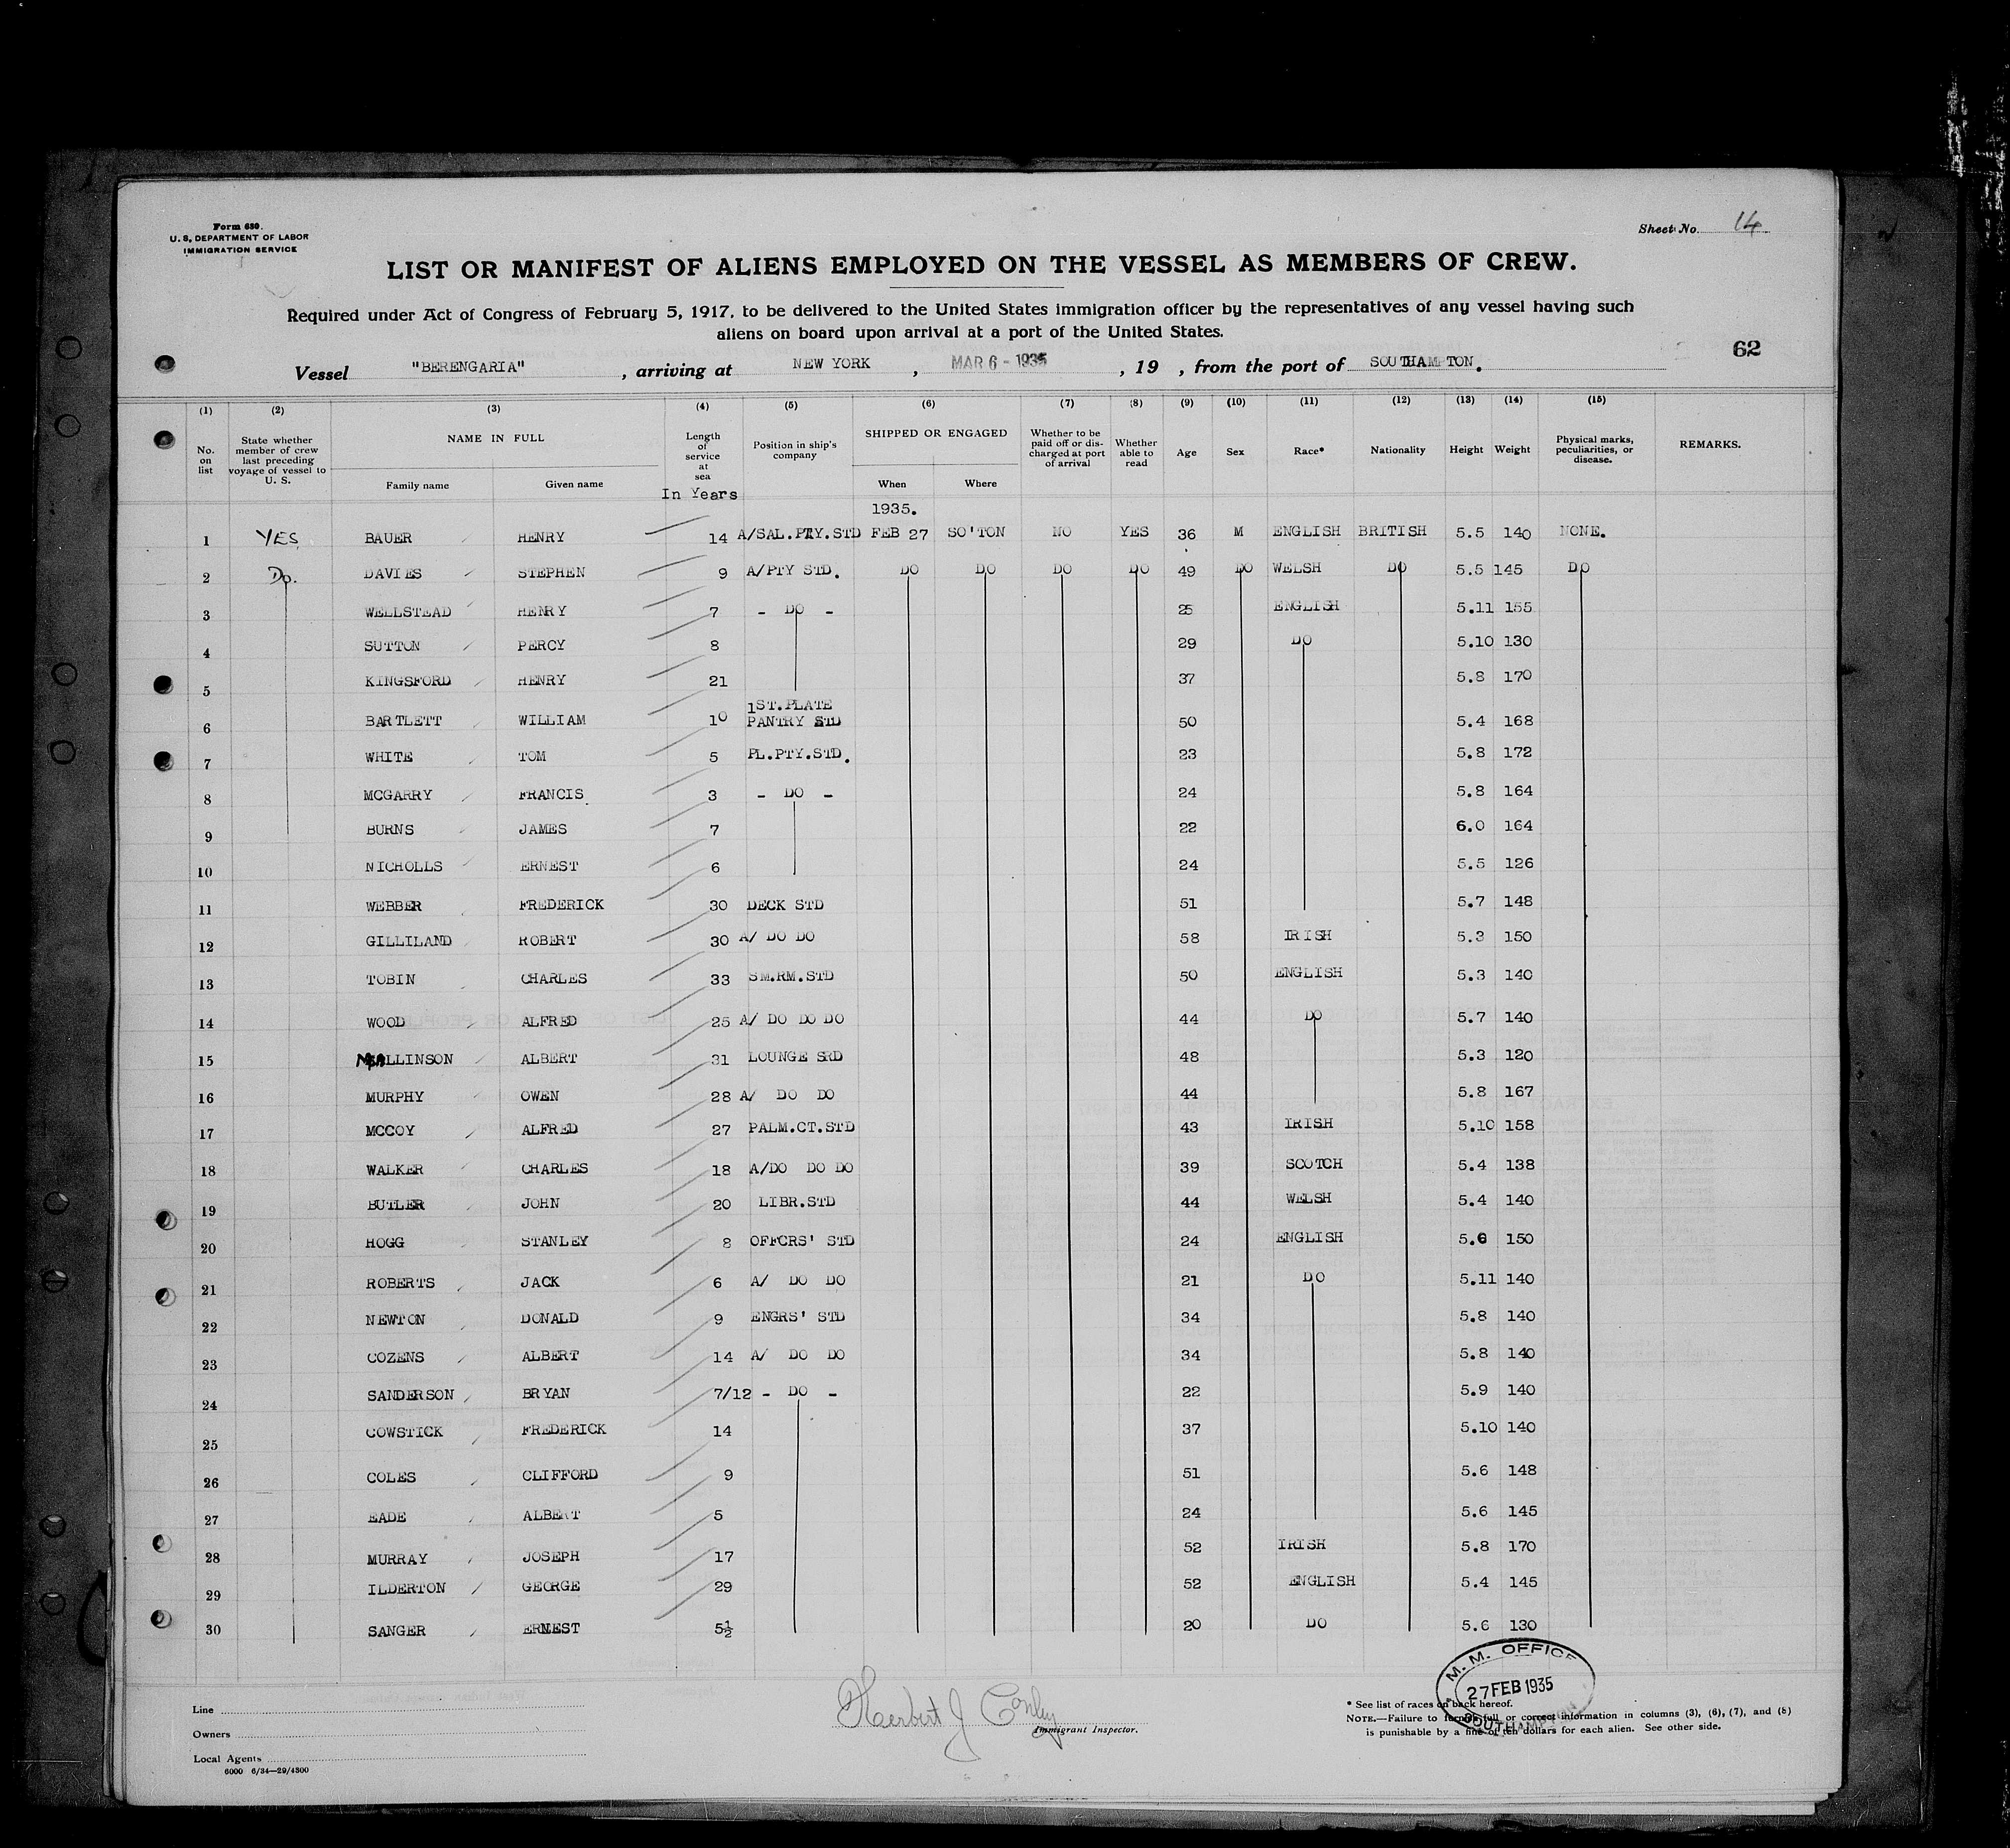 Form 680.
U. S. DEPARTMENT OF LABOR
IMMIGRATION SERVICE
Sheet No. 14
LIST OR MANIFEST OF ALIENS EMPLOYED ON THE VESSEL AS MEMBERS OF CREW.
Required under Act of Congress of February 5, 1917, to be delivered to the United States immigration officer by the representatives of any vessel having such
aliens on board upon arrival at a port of the United States.
62
Vessel "BERENGARIA" , arriving at NEW YORK , MAR 6 - 1935 , 19 , from the port of SOUTHAMPTON.
(1) (2) (3) (4) (5) (6) (7) (8) (9) (10) (11) (12) (13) (14) (15)
No. on list State whether member of crew last preceding voyage of vessel to U. S. NAME IN FULL Family name Given name Length of service at sea In Years Position in ship's company SHIPPED OR ENGAGED When Where Whether to be paid off or discharged at port of arrival Whether able to read Age Sex Race* Nationality Height Weight Physical marks, peculiarities, or disease. REMARKS.
1935.
1 YES BAUER HENRY 14 A/SAL.PTY.STD FEB 27 SO'TON NO YES 36 M ENGLISH BRITISH 5.5 140 NONE.
2 Do. DAVIES STEPHEN 9 A/PTY STD. DO DO DO DO 49 DO WELSH DO 5.5 145 DO
3 WELLSTEAD HENRY 7 - DO - 25 ENGLISH 5.11 155
4 SUTTON PERCY 8 29 DO 5.10 130
5 KINGSFORD HENRY 21 37 5.8 170
6 BARTLETT WILLIAM 10 1ST.PLATE PANTRY STD 50 5.4 168
7 WHITE TOM 5 PL.PTY.STD. 23 5.8 172
8 MCGARRY FRANCIS 3 - DO - 24 5.8 164
9 BURNS JAMES 7 22 6.0 164
10 NICHOLLS ERNEST 6 24 5.5 126
11 WEBBER FREDERICK 30 DECK STD 51 5.7 148
12 GILLILAND ROBERT 30 A/ DO DO 58 IRISH 5.3 150
13 TOBIN CHARLES 33 SM.RM.STD 50 ENGLISH 5.3 140
14 WOOD ALFRED 25 A/ DO DO DO 44 DO 5.7 140
15 MALLINSON ALBERT 31 LOUNGE SRD 48 5.3 120
16 MURPHY OWEN 28 A/ DO DO 44 5.8 167
17 MCCOY ALFRED 27 PALM.CT.STD 43 IRISH 5.10 158
18 WALKER CHARLES 18 A/DO DO DO 39 SCOTCH 5.4 138
19 BUTLER JOHN 20 LIBR.STD 44 WELSH 5.4 140
20 HOGG STANLEY 8 OFFCRS' STD 24 ENGLISH 5.6 150
21 ROBERTS JACK 6 A/ DO DO 21 DO 5.11 140
22 NEWTON DONALD 9 ENGRS' STD 34 5.8 140
23 COZENS ALBERT 14 A/ DO DO 34 5.8 140
24 SANDERSON BRYAN 7/12 - DO - 22 5.9 140
25 COWSTICK FREDERICK 14 37 5.10 140
26 COLES CLIFFORD 9 51 5.6 148
27 EADE ALBERT 5 24 5.6 145
28 MURRAY JOSEPH 17 52 IRISH 5.8 170
29 ILDERTON GEORGE 29 52 ENGLISH 5.4 145
30 SANGER ERNEST 5½ 20 DO 5.6 130
M. M. OFFICE
27 FEB 1935
SOUTHAMPTON
Line
Owners
Local Agents
6000 6/34—29/4300
Herbert J Conley
Immigrant Inspector.
* See list of races on back hereof.
NOTE.—Failure to furnish full or correct information in columns (3), (6), (7), and (8)
is punishable by a fine of ten dollars for each alien. See other side.